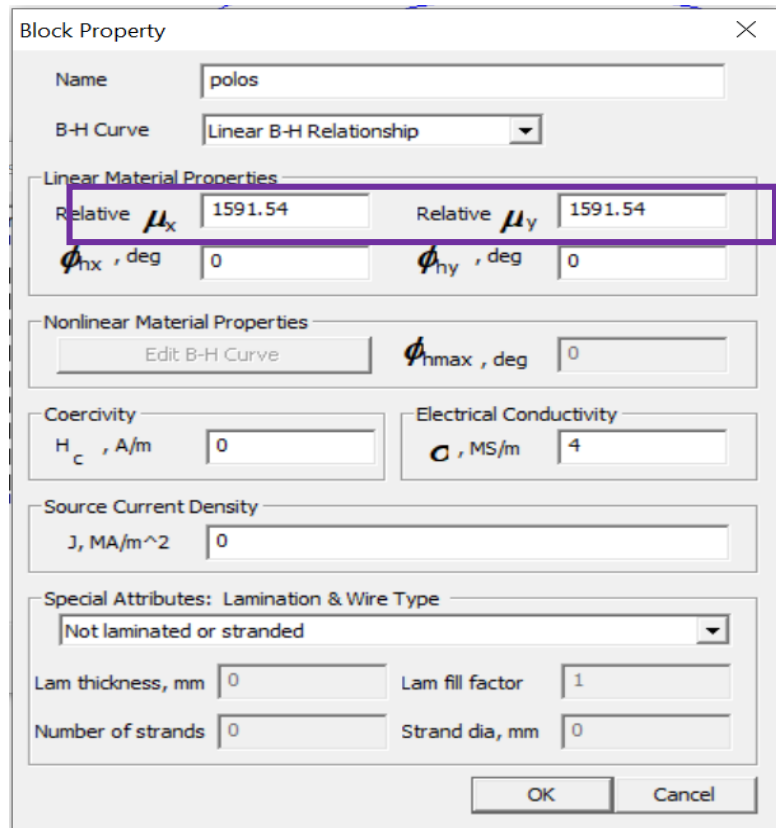 Block Property
Name polos
B-H Curve Linear B-H Relationship
Linear Material Properties
Relative μx 1591.54 Relative μy 1591.54
ϕhx , deg 0 ϕhy , deg 0
Nonlinear Material Properties
Edit B-H Curve ϕhmax , deg 0
Coercivity Electrical Conductivity
Hc , A/m 0 σ , MS/m 4
Source Current Density
J, MA/m^2 0
Special Attributes: Lamination & Wire Type
Not laminated or stranded
Lam thickness, mm 0 Lam fill factor 1
Number of strands 0 Strand dia, mm 0
OK Cancel